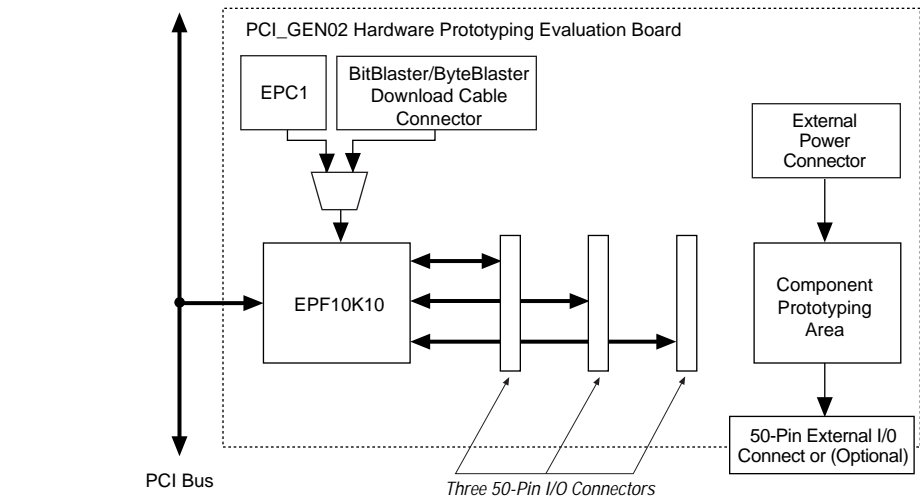 PCI_GEN02 Hardware Prototyping Evaluation Board
EPC1
BitBlaster/ByteBlaster
Download Cable
Connector
External
Power
Connector
EPF10K10
Component
Prototyping
Area
50-Pin External I/0
Connect or (Optional)
PCI Bus
Three 50-Pin I/O Connectors